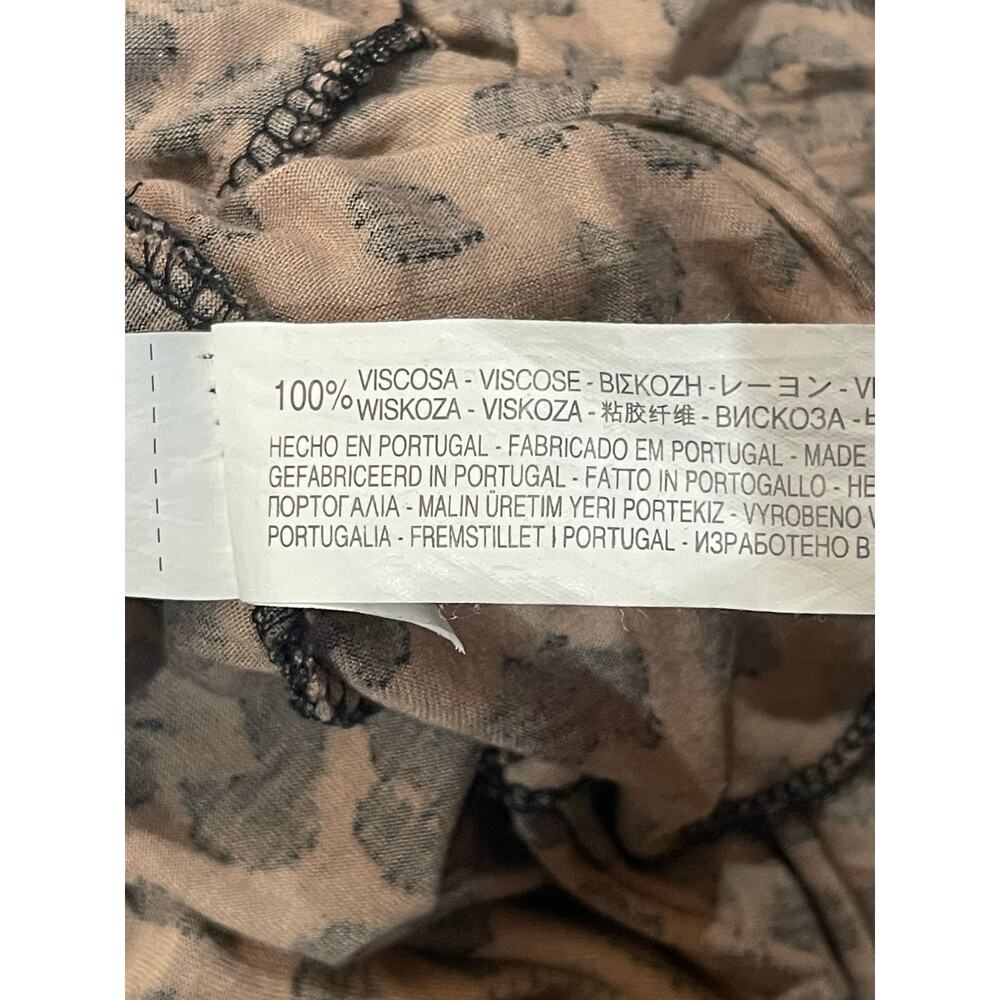 100% VISCOSA - VISCOSE - ΒΙΣΚΟΖΗ - レーヨン -
WISKOZA - VISKOZA - 粘胶纤维 - ВИСКОЗА -
HECHO EN PORTUGAL - FABRICADO EM PORTUGAL - MADE
GEFABRICEERD IN PORTUGAL - FATTO IN PORTOGALLO -
ΠΟΡΤΟΓΑΛΙΑ - MALIN ÜRETIM YERI PORTEKIZ - VYROBENO
PORTUGALIA - FREMSTILLET I PORTUGAL - ИЗРАБОТЕНО В